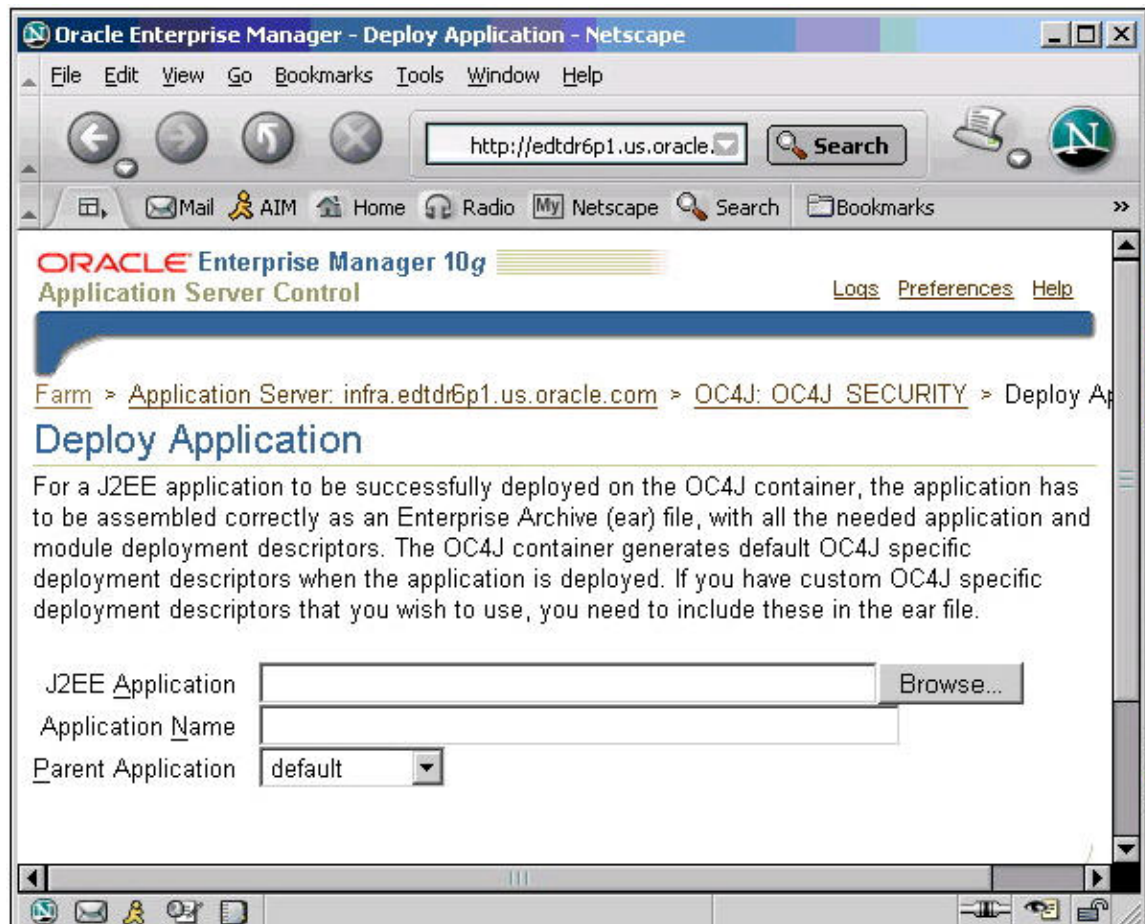 Oracle Enterprise Manager - Deploy Application - Netscape
File Edit View Go Bookmarks Tools Window Help
http://edtdr6p1.us.oracle. Search N
Mail AIM Home Radio My Netscape Search Bookmarks »
ORACLE Enterprise Manager 10g
Application Server Control
Logs Preferences Help
Farm > Application Server: infra.edtdr6p1.us.oracle.com > OC4J: OC4J_SECURITY > Deploy Ap
Deploy Application
For a J2EE application to be successfully deployed on the OC4J container, the application has
to be assembled correctly as an Enterprise Archive (ear) file, with all the needed application and
module deployment descriptors. The OC4J container generates default OC4J specific
deployment descriptors when the application is deployed. If you have custom OC4J specific
deployment descriptors that you wish to use, you need to include these in the ear file.
J2EE Application Browse...
Application Name
Parent Application default